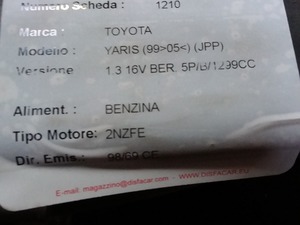 Numero Scheda : 1210
Marca : TOYOTA
Modello : YARIS (99>05<) (JPP)
Versione 1.3 16V BER. 5P/B/1299CC
Aliment. : BENZINA
Tipo Motore: 2NZFE
Dir. Emis. : 98/69 CE
E-mail: magazzino@disfacar.com - WWW.DISFACAR.EU